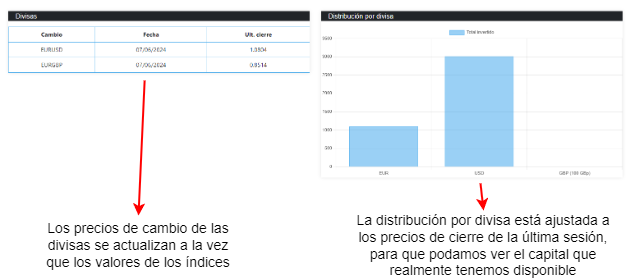 Divisas
Cambio Fecha Ult. cierre
EURUSD 07/06/2024 1.0804
EURGBP 07/06/2024
Los precios de cambio de las
divisas se actualizan a la vez
que los valores de los índices
Distribución por divisa
Total invertido
3500
3000
2500
2000
1500
1000
500
0
EUR USD GBP (100 GBp)
La distribución por divisa está ajustada a
los precios de cierre de la última sesión,
para que podamos ver el capital que
realmente tenemos disponible